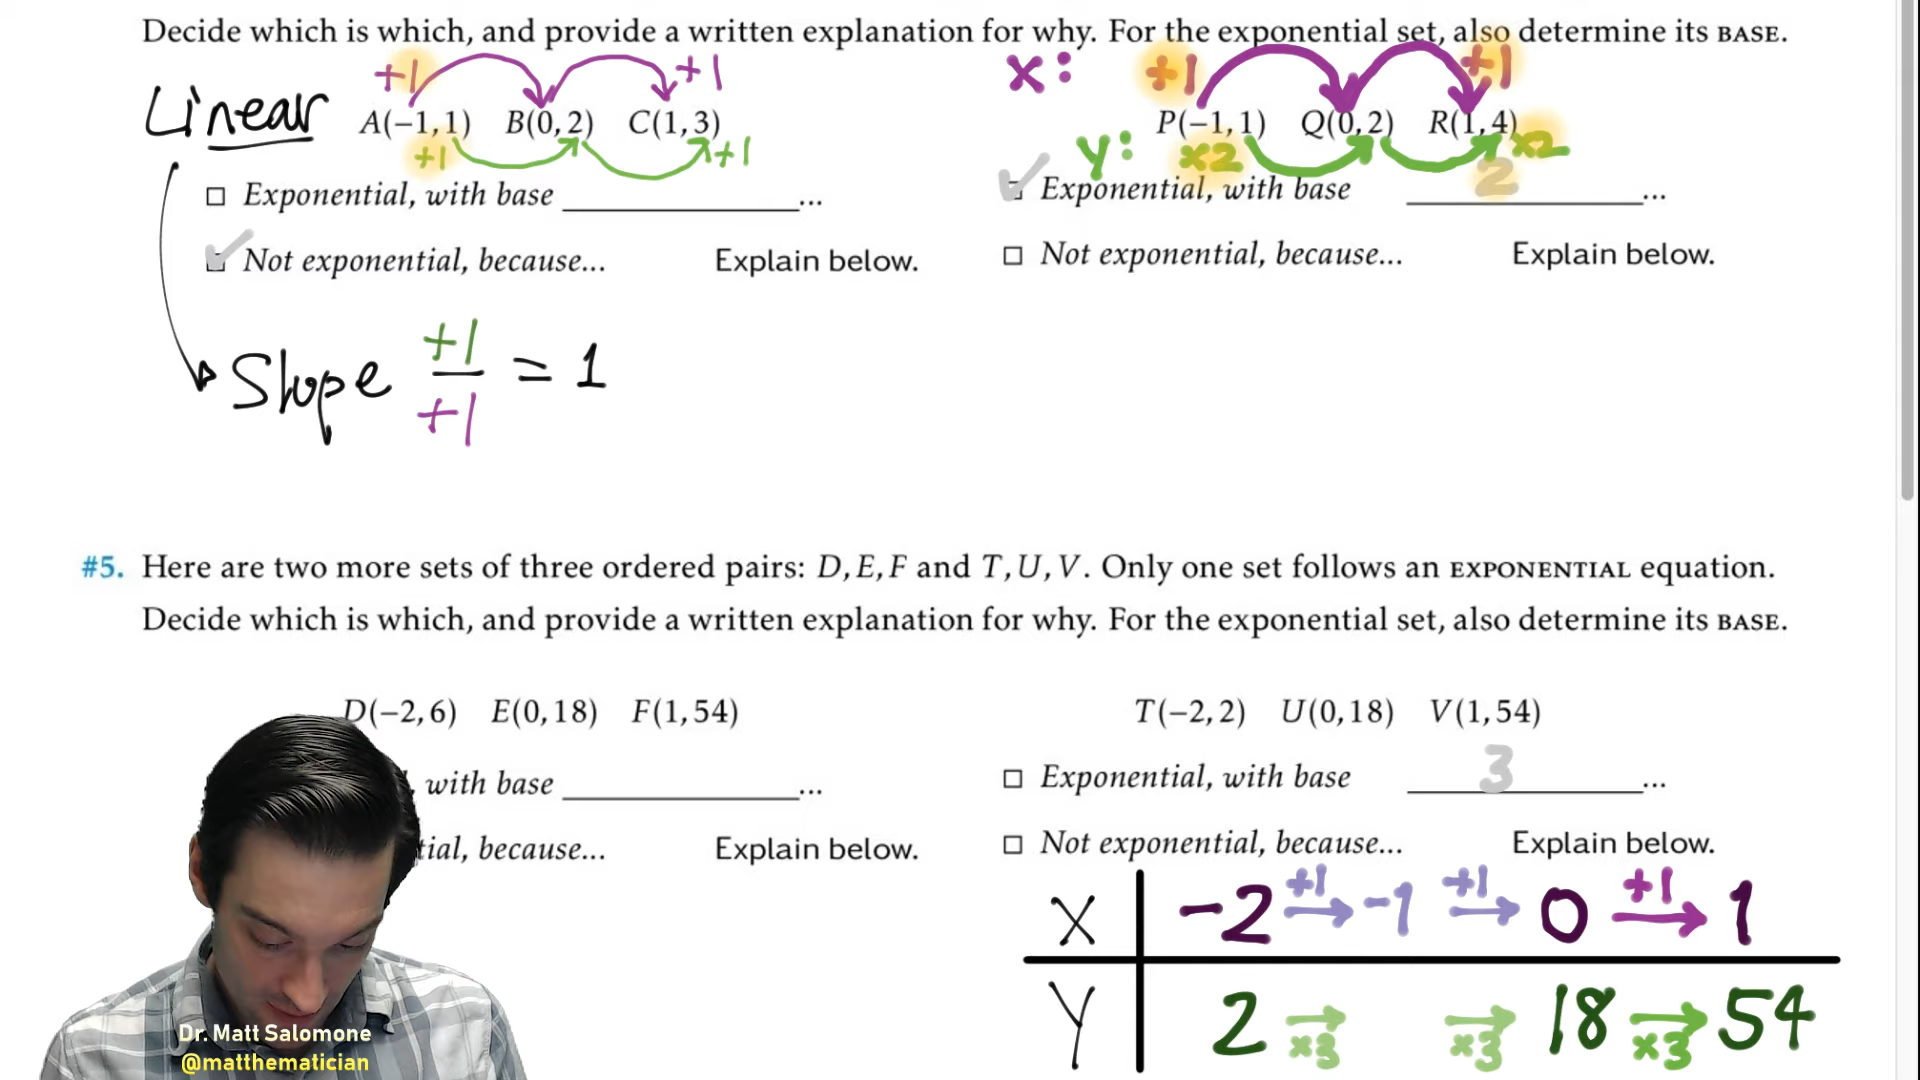 Decide which is which, and provide a written explanation for why. For the exponential set, also determine its BASE.
+1 +1
Linear A(−1,1) B(0,2) C(1,3)
+1 +1
□ Exponential, with base ________...
☑ Not exponential, because... Explain below.
Slope +1/+1 = 1
x: +1 +1
P(−1,1) Q(0,2) R(1,4)
y: ×2 ×2
☑ Exponential, with base 2...
□ Not exponential, because... Explain below.
#5. Here are two more sets of three ordered pairs: D,E,F and T,U,V. Only one set follows an EXPONENTIAL equation.
Decide which is which, and provide a written explanation for why. For the exponential set, also determine its BASE.
D(−2,6) E(0,18) F(1,54)
, with base ________...
tial, because... Explain below.
T(−2,2) U(0,18) V(1,54)
□ Exponential, with base 3...
□ Not exponential, because... Explain below.
+1 +1 +1
X −2 → −1 → 0 → 1
Y 2 → → 18 → 54
×3 ×3 ×3
Dr. Matt Salomone
@matthematician